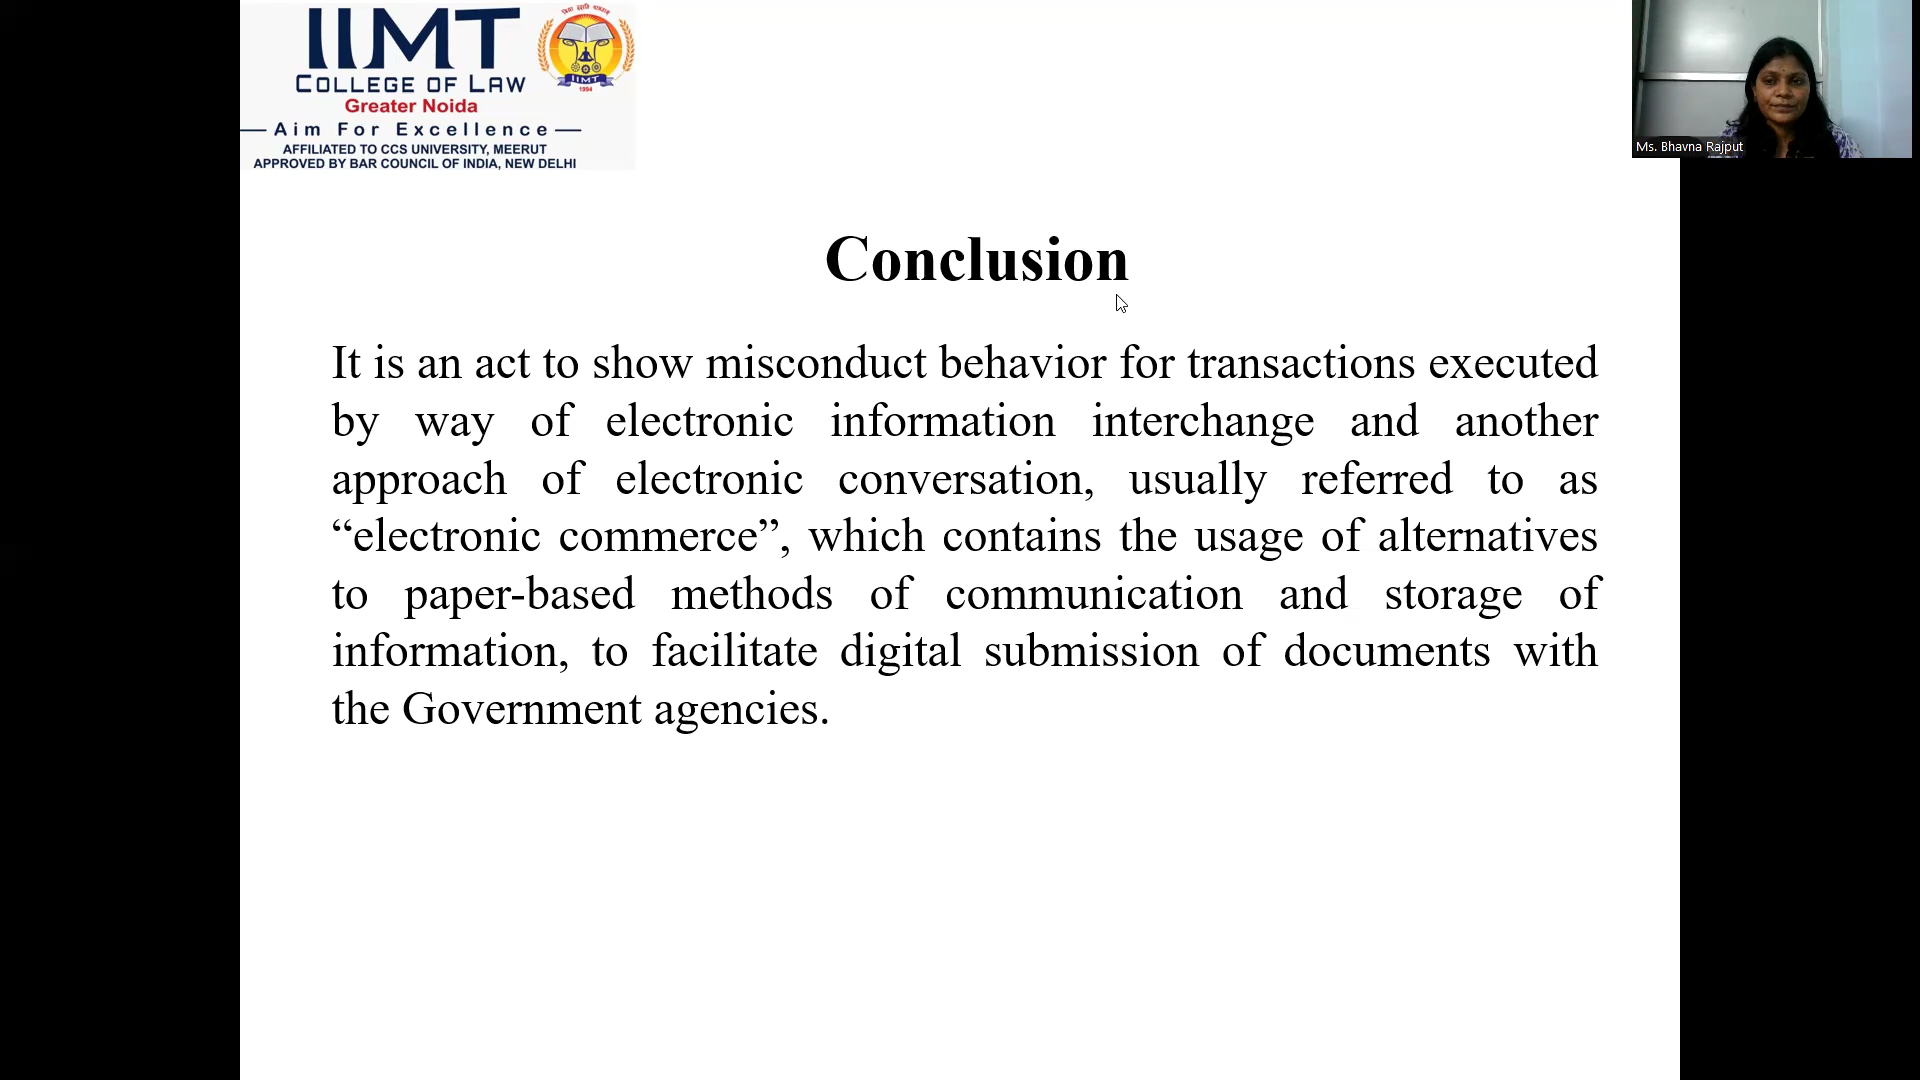 IIMT
COLLEGE OF LAW
Greater Noida
Aim For Excellence
AFFILIATED TO CCS UNIVERSITY, MEERUT
APPROVED BY BAR COUNCIL OF INDIA, NEW DELHI
IIMT
1994
Ms. Bhavna Rajput
Conclusion
It is an act to show misconduct behavior for transactions executed
by way of electronic information interchange and another
approach of electronic conversation, usually referred to as
“electronic commerce”, which contains the usage of alternatives
to paper-based methods of communication and storage of
information, to facilitate digital submission of documents with
the Government agencies.